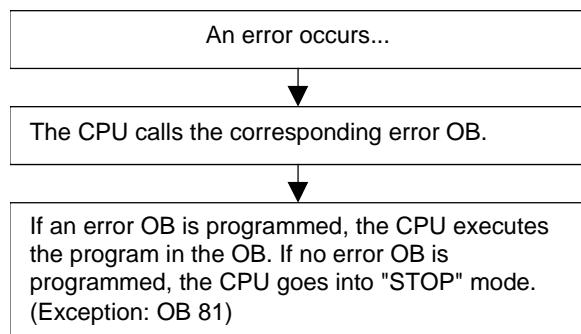 An error occurs...
The CPU calls the corresponding error OB.
If an error OB is programmed, the CPU executes
the program in the OB. If no error OB is
programmed, the CPU goes into "STOP" mode.
(Exception: OB 81)